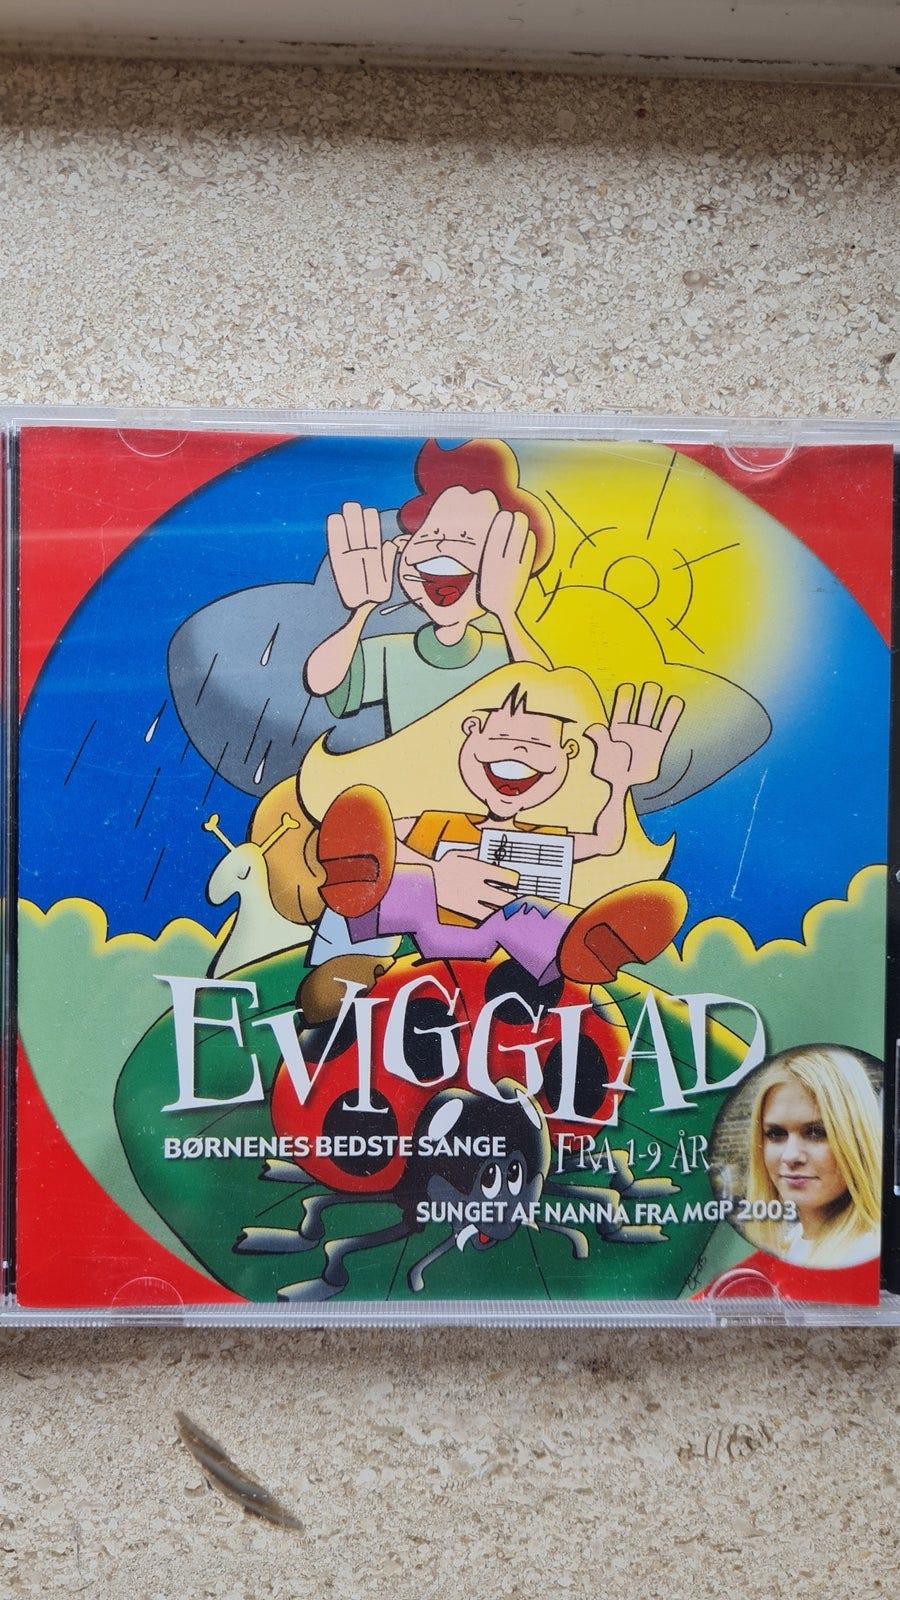 EVIGGLAD
BØRNENES BEDSTE SANGE
FRA 1-9 ÅR
SUNGET AF NANNA FRA MGP 2003